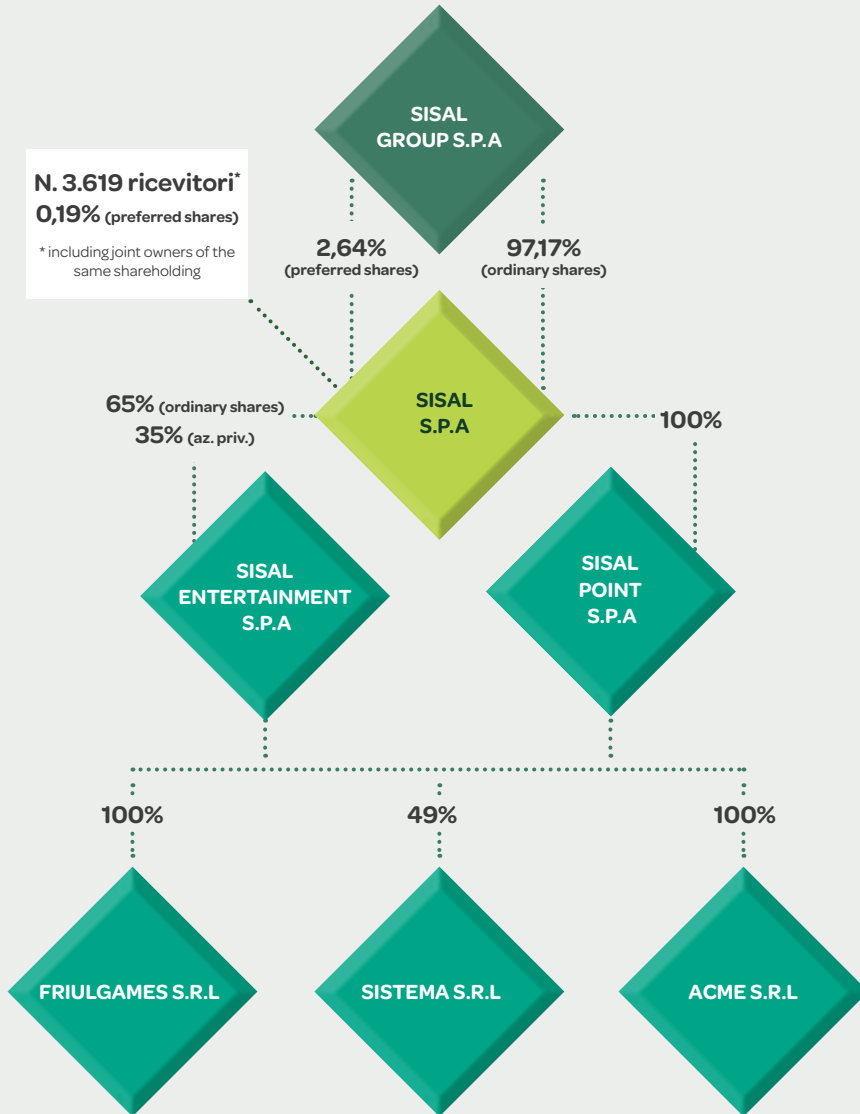 SISAL
GROUP S.P.A
N. 3.619 ricevitori*
0,19% (preferred shares)
* including joint owners of the
same shareholding
2,64%
(preferred shares)
97,17%
(ordinary shares)
65% (ordinary shares)
35% (az. priv.)
SISAL
S.P.A
100%
SISAL
ENTERTAINMENT
S.P.A
SISAL
POINT
S.P.A
100%
49%
100%
FRIULGAMES S.R.L
SISTEMA S.R.L
ACME S.R.L